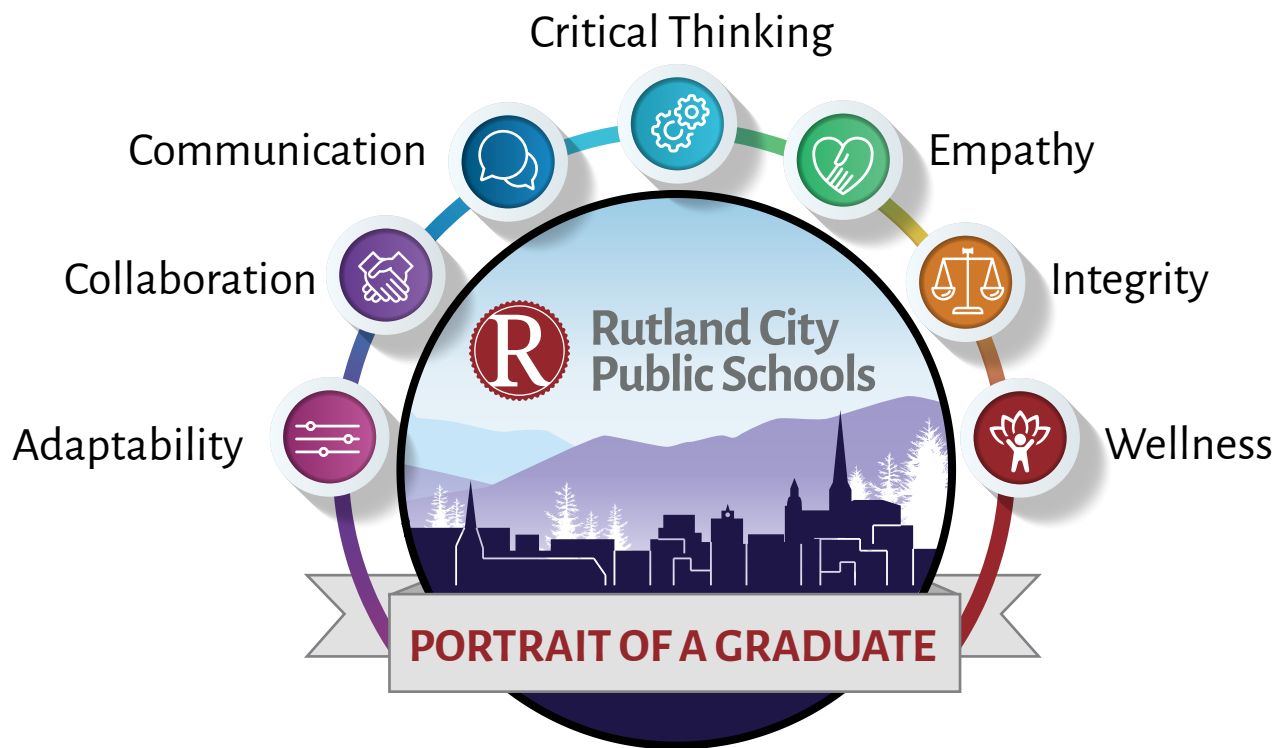 Critical Thinking
Communication
Empathy
Collaboration
Integrity
R
Rutland City
Public Schools
Adaptability
Wellness
PORTRAIT OF A GRADUATE